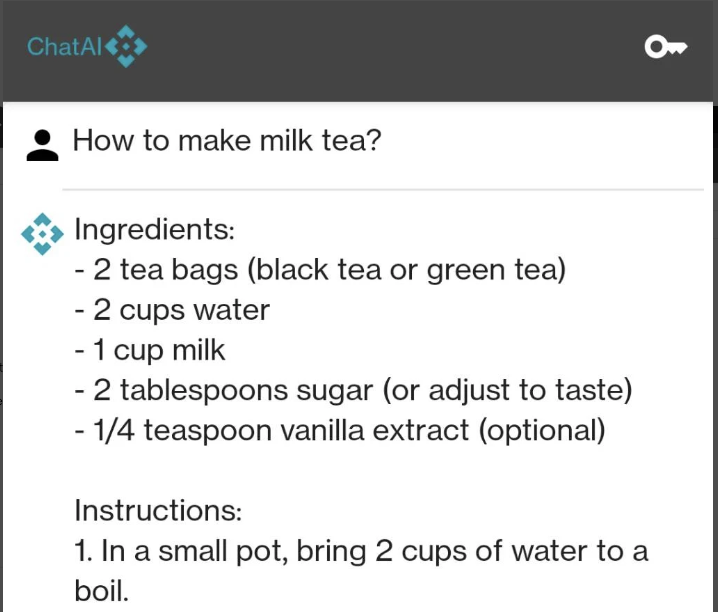 ChatAI
How to make milk tea?
Ingredients:
- 2 tea bags (black tea or green tea)
- 2 cups water
- 1 cup milk
- 2 tablespoons sugar (or adjust to taste)
- 1/4 teaspoon vanilla extract (optional)
Instructions:
1. In a small pot, bring 2 cups of water to a
boil.